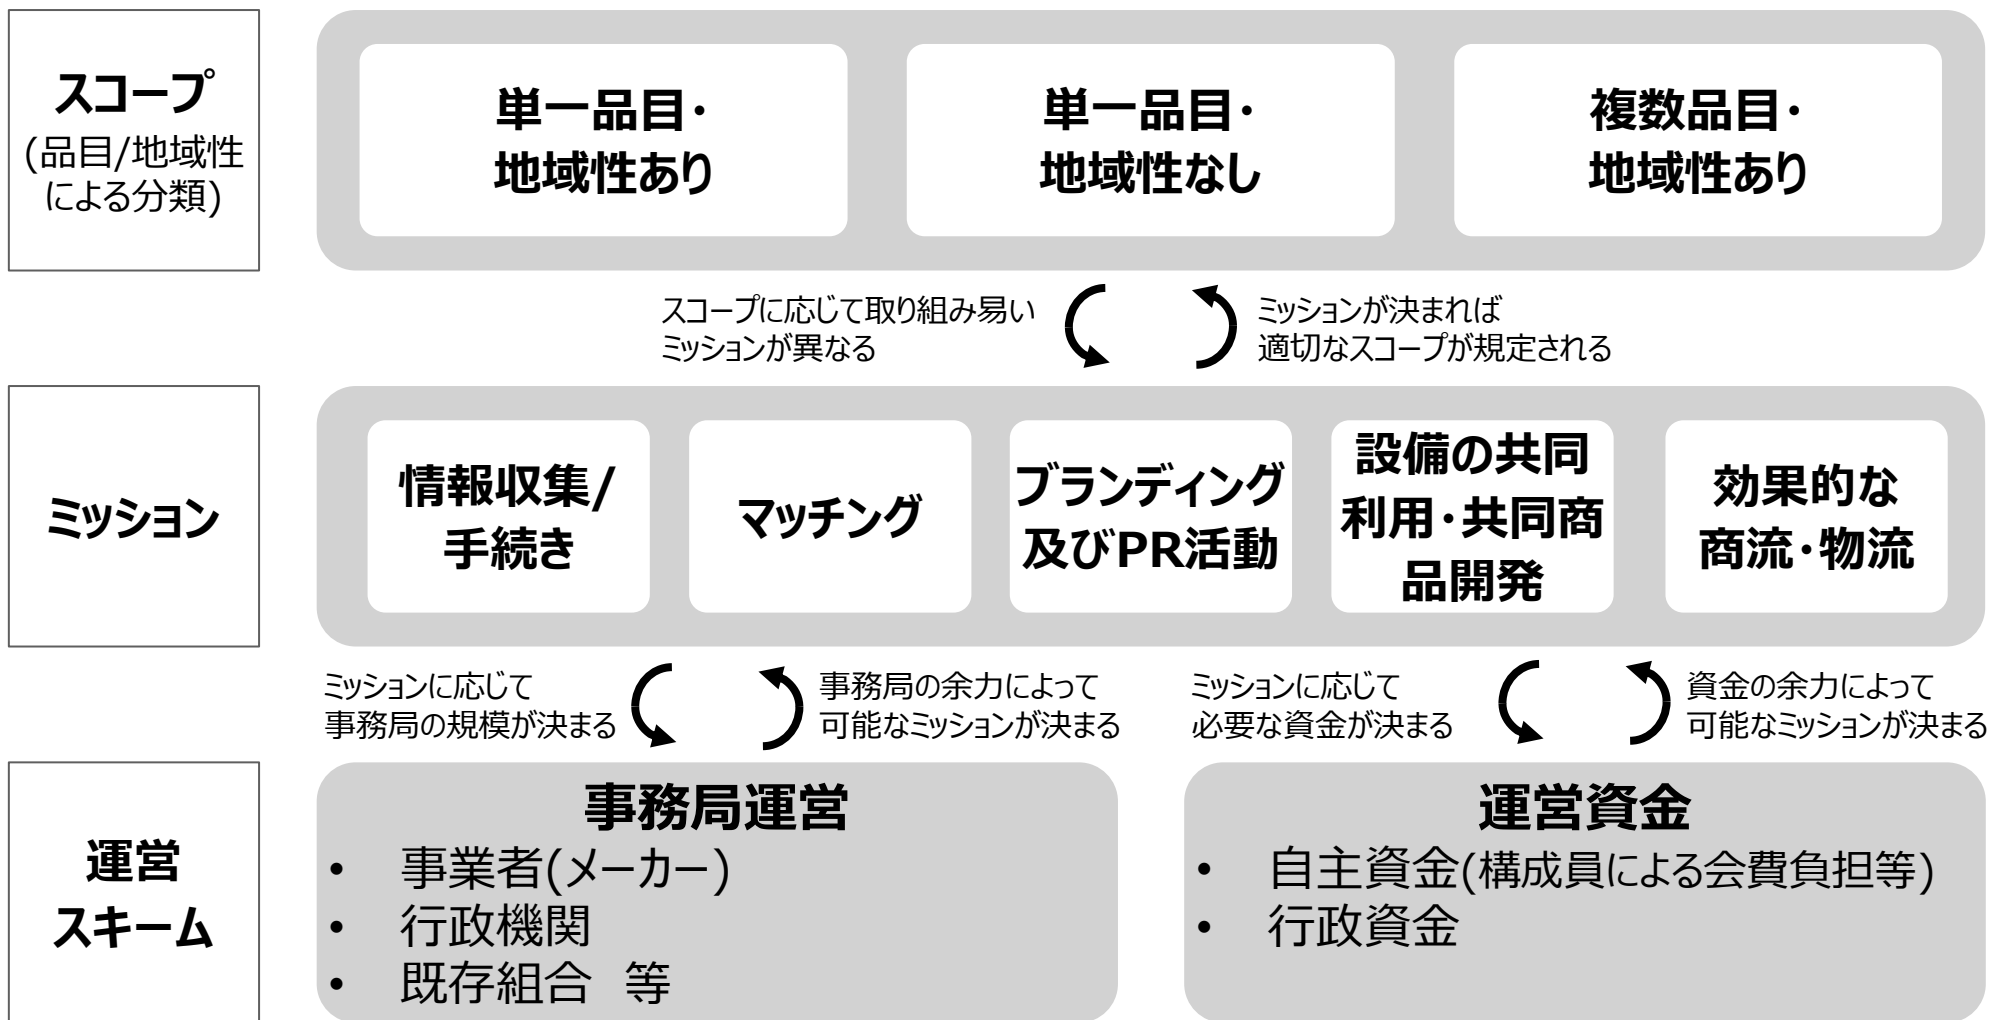 スコープ
(品目/地域性
による分類)
単一品目・
地域性あり
単一品目・
地域性なし
複数品目・
地域性あり
スコープに応じて取り組み易い
ミッションが異なる
ミッションが決まれば
適切なスコープが規定される
ミッション
情報収集/
手続き
マッチング
ブランディング
及びPR活動
設備の共同
利用・共同商
品開発
効果的な
商流・物流
ミッションに応じて
事務局の規模が決まる
事務局の余力によって
可能なミッションが決まる
ミッションに応じて
必要な資金が決まる
資金の余力によって
可能なミッションが決まる
運営
スキーム
事務局運営
• 事業者(メーカー)
• 行政機関
• 既存組合 等
運営資金
• 自主資金(構成員による会費負担等)
• 行政資金